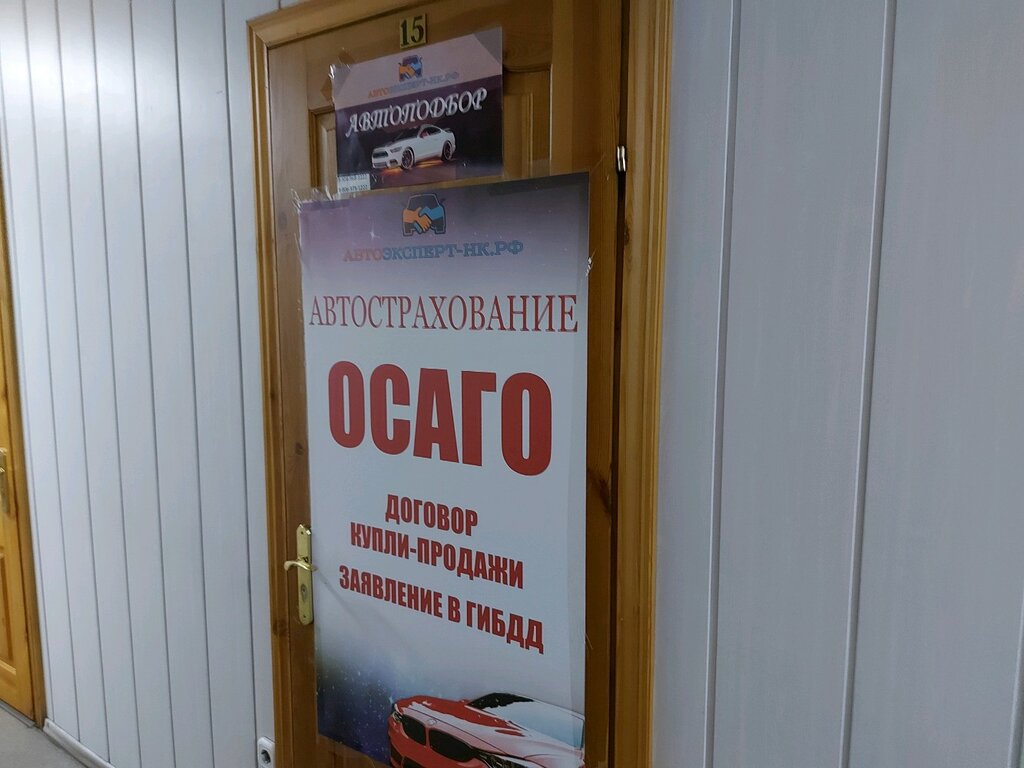 15
АВТОЭКСПЕРТ-НК.РФ
АВТОПОДБОР
АВТОЭКСПЕРТ-НК.РФ
АВТОСТРАХОВАНИЕ
ОСАГО
ДОГОВОР
КУПЛИ-ПРОДАЖИ
ЗАЯВЛЕНИЕ В ГИБДД